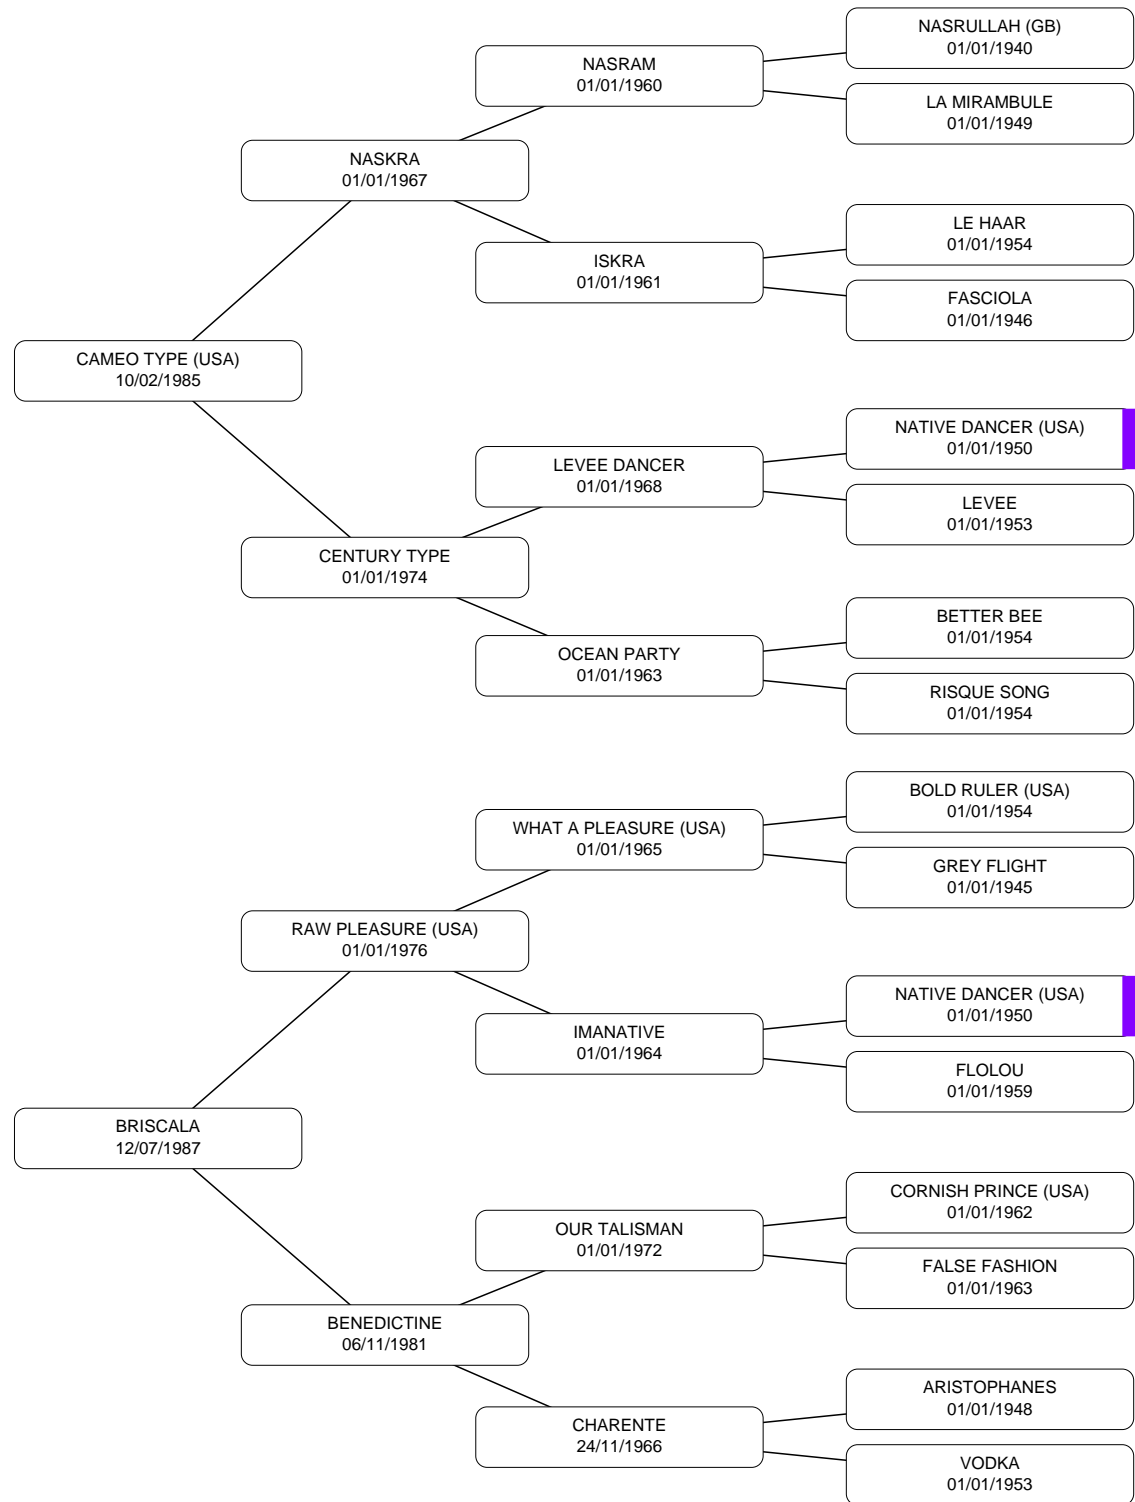 NASRULLAH (GB)
01/01/1940
NASRAM
01/01/1960
LA MIRAMBULE
01/01/1949
NASKRA
01/01/1967
LE HAAR
01/01/1954
ISKRA
01/01/1961
FASCIOLA
01/01/1946
CAMEO TYPE (USA)
10/02/1985
NATIVE DANCER (USA)
01/01/1950
LEVEE DANCER
01/01/1968
LEVEE
01/01/1953
CENTURY TYPE
01/01/1974
BETTER BEE
01/01/1954
OCEAN PARTY
01/01/1963
RISQUE SONG
01/01/1954
BOLD RULER (USA)
01/01/1954
WHAT A PLEASURE (USA)
01/01/1965
GREY FLIGHT
01/01/1945
RAW PLEASURE (USA)
01/01/1976
NATIVE DANCER (USA)
01/01/1950
IMANATIVE
01/01/1964
FLOLOU
01/01/1959
BRISCALA
12/07/1987
CORNISH PRINCE (USA)
01/01/1962
OUR TALISMAN
01/01/1972
FALSE FASHION
01/01/1963
BENEDICTINE
06/11/1981
ARISTOPHANES
01/01/1948
CHARENTE
24/11/1966
VODKA
01/01/1953